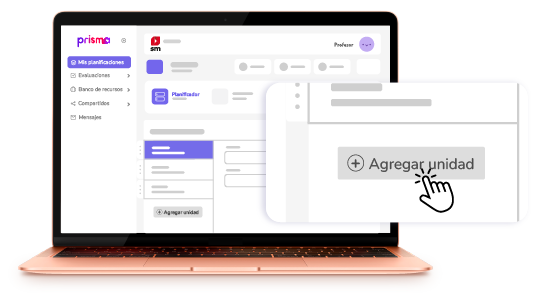 prisma
sm
Profesor
Mis planificaciones
Evaluaciones
Banco de recursos
Compartidos
Mensajes
Planificador
Agregar unidad
Agregar unidad